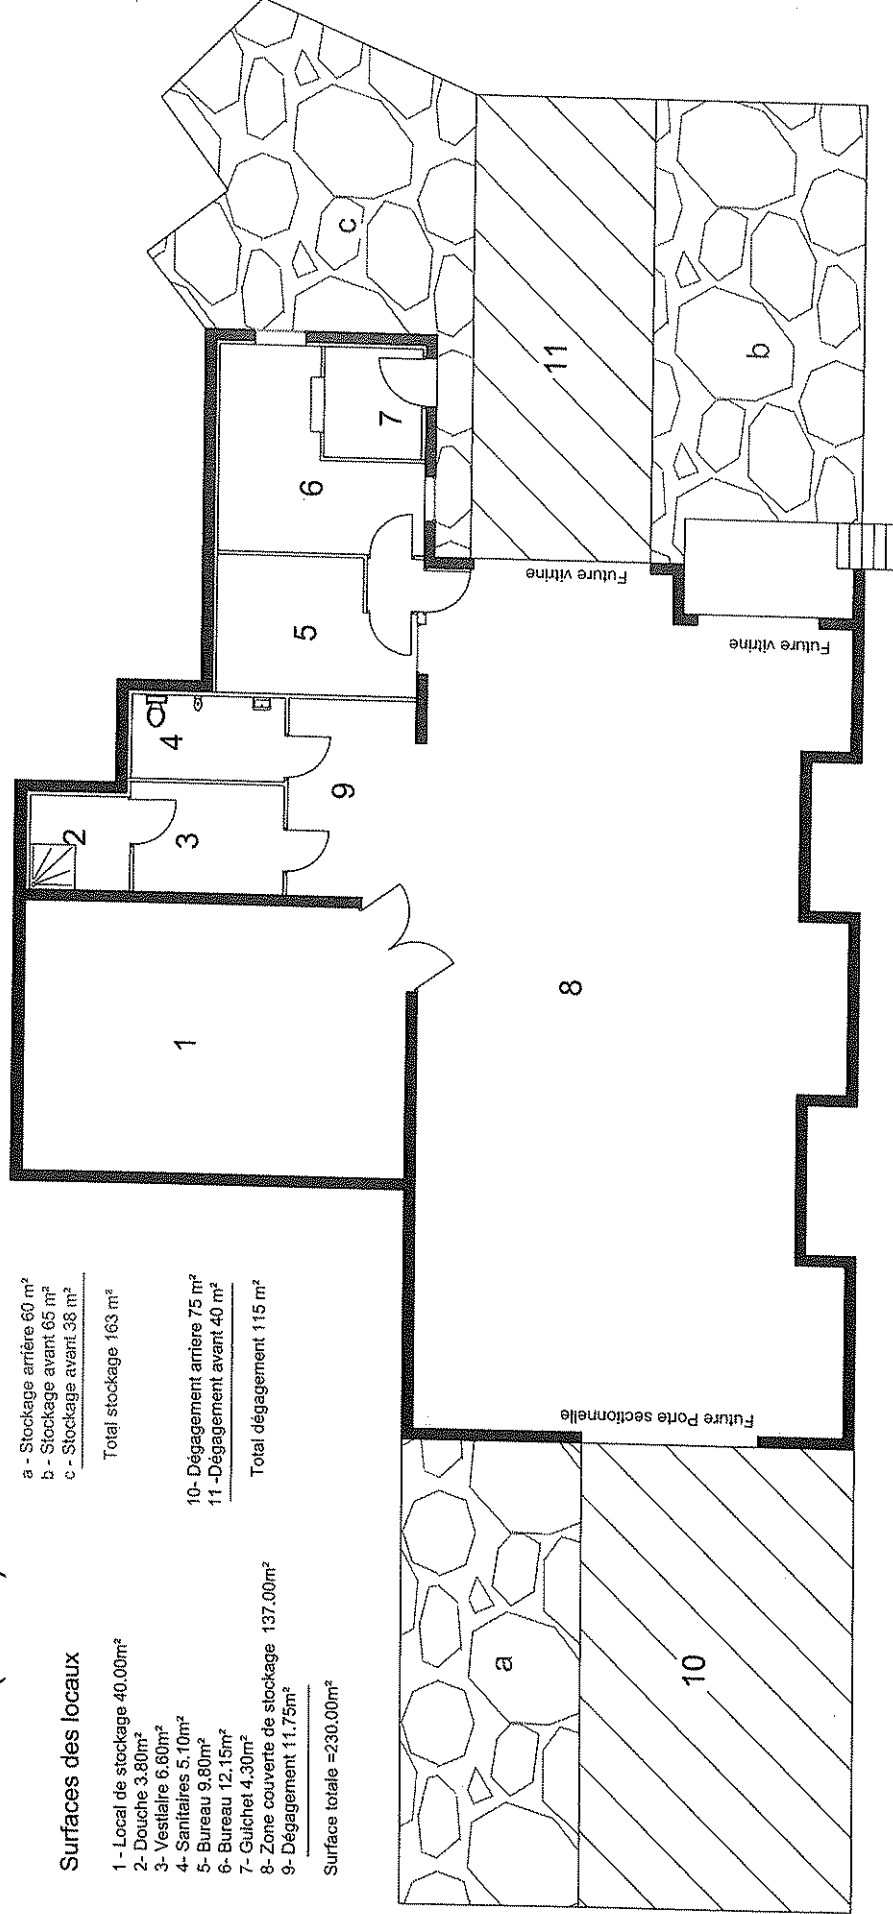 Surfaces des locaux
1 - Local de stockage 40.00m²
2- Douche 3.80m²
3- Vestiaire 6.60m²
4- Sanitaires 5.10m²
5- Bureau 9.80m²
6- Bureau 12.15m²
7- Guichet 4.30m²
8- Zone couverte de stockage 137.00m²
9- Dégagement 11.75m²
Surface totale =230.00m²
a - Stockage arrière 60 m²
b - Stockage avant 65 m²
c - Stockage avant 38 m²
Total stockage 163 m²
10- Dégagement arriere 75 m²
11 -Dégagement avant 40 m²
Total dégagement 115 m²
1
2
3
4
5
6
7
8
9
10
11
a
b
c
Future Porte sectionnelle
Future vitrine
Future vitrine